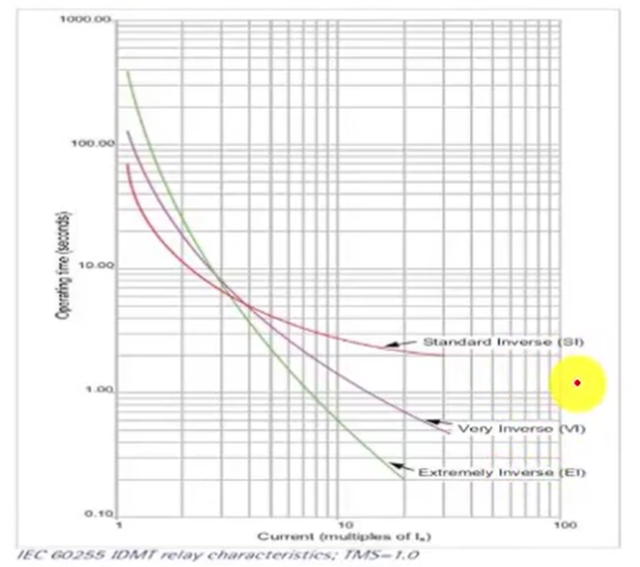 1000.00
100.00
Operating time (seconds)
10.00
Standard Inverse (SI)
1.00
Very Inverse (VI)
Extremely Inverse (EI)
0.10
1 10 100
Current (multiples of Iₛ)
IEC 60255 IDMT relay characteristics; TMS=1.0